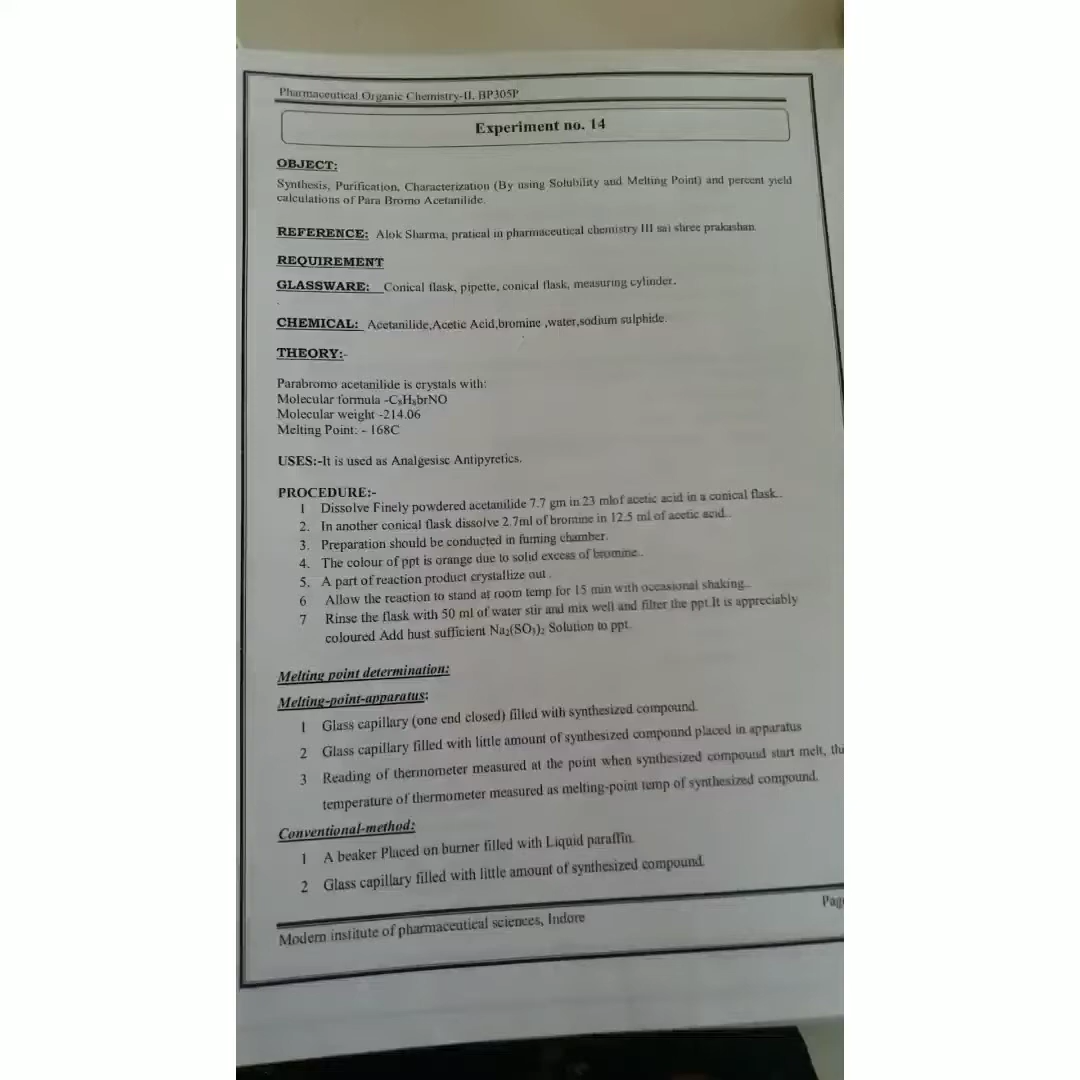 Pharmaceutical Organic Chemistry-II, BP305P
Experiment no. 14
OBJECT:
Synthesis, Purification, Characterization (By using Solubility and Melting Point) and percent yield
calculations of Para Bromo Acetanilide.
REFERENCE: Alok Sharma, pratical in pharmaceutical chemistry III sai shree prakashan.
REQUIREMENT
GLASSWARE: Conical flask, pipette, conical flask, measuring cylinder.
CHEMICAL: Acetanilide,Acetic Acid,bromine ,water,sodium sulphide.
THEORY:-
Parabromo acetanilide is crystals with:
Molecular formula -C₈H₈brNO
Molecular weight -214.06
Melting Point: - 168C
USES:-It is used as Analgesisc Antipyretics.
PROCEDURE:-
1 Dissolve Finely powdered acetanilide 7.7 gm in 23 mlof acetic acid in a conical flask..
2. In another conical flask dissolve 2.7ml of bromine in 12.5 ml of acetic acid..
3. Preparation should be conducted in fuming chamber.
4. The colour of ppt is orange due to solid excess of bromine..
5. A part of reaction product crystallize out .
6 Allow the reaction to stand at room temp for 15 min with occasional shaking..
7 Rinse the flask with 50 ml of water stir and mix well and filter the ppt.It is appreciably
coloured Add hust sufficient Na₂(SO₃)₂ Solution to ppt.
Melting point determination:
Melting-point-apparatus:
1 Glass capillary (one end closed) filled with synthesized compound.
2 Glass capillary filled with little amount of synthesized compound placed in apparatus
3 Reading of thermometer measured at the point when synthesized compound start melt,
temperature of thermometer measured as melting-point temp of synthesized compound.
Conventional-method:
1 A beaker Placed on burner filled with Liquid paraffin.
2 Glass capillary filled with little amount of synthesized compound.
Modern institute of pharmaceutical sciences, Indore